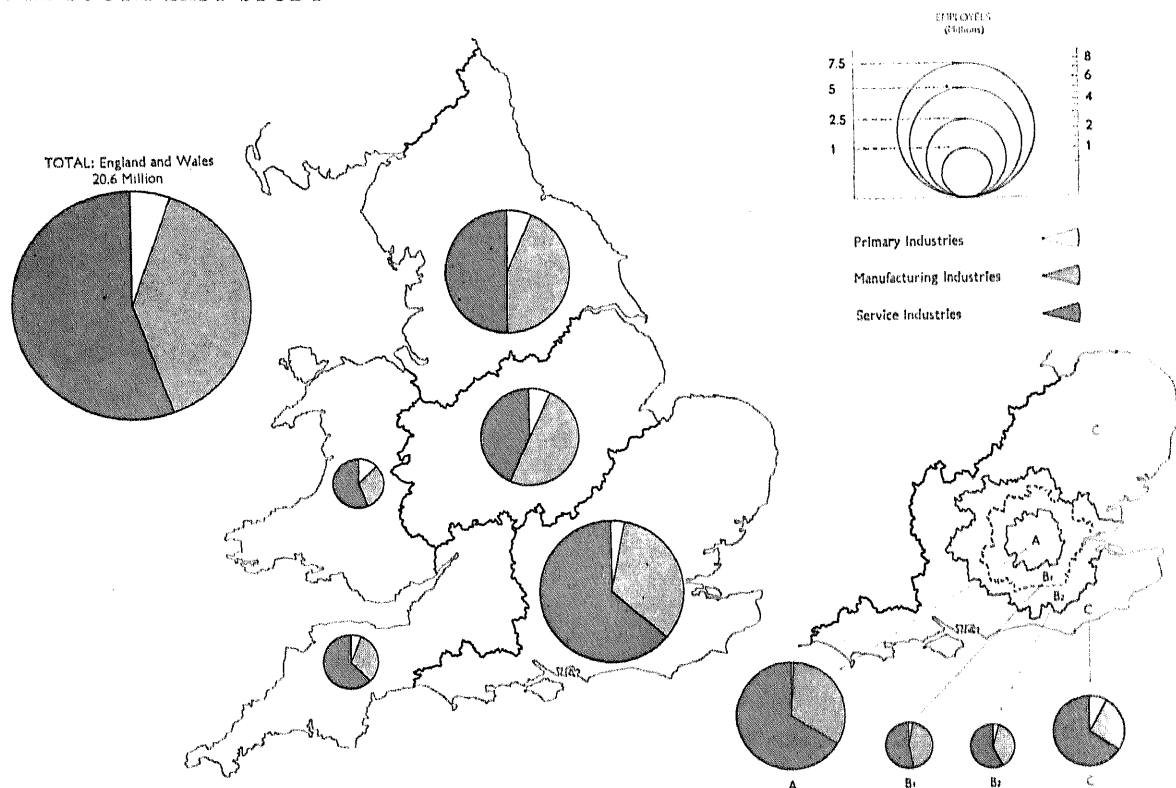 EMPLOYEES
(Millions)
7.5
5
2.5
1
8
6
4
2
1
TOTAL: England and Wales
20.6 Million
Primary Industries
Manufacturing Industries
Service Industries
C
A
B1
B2
C
A
B1
B2
C